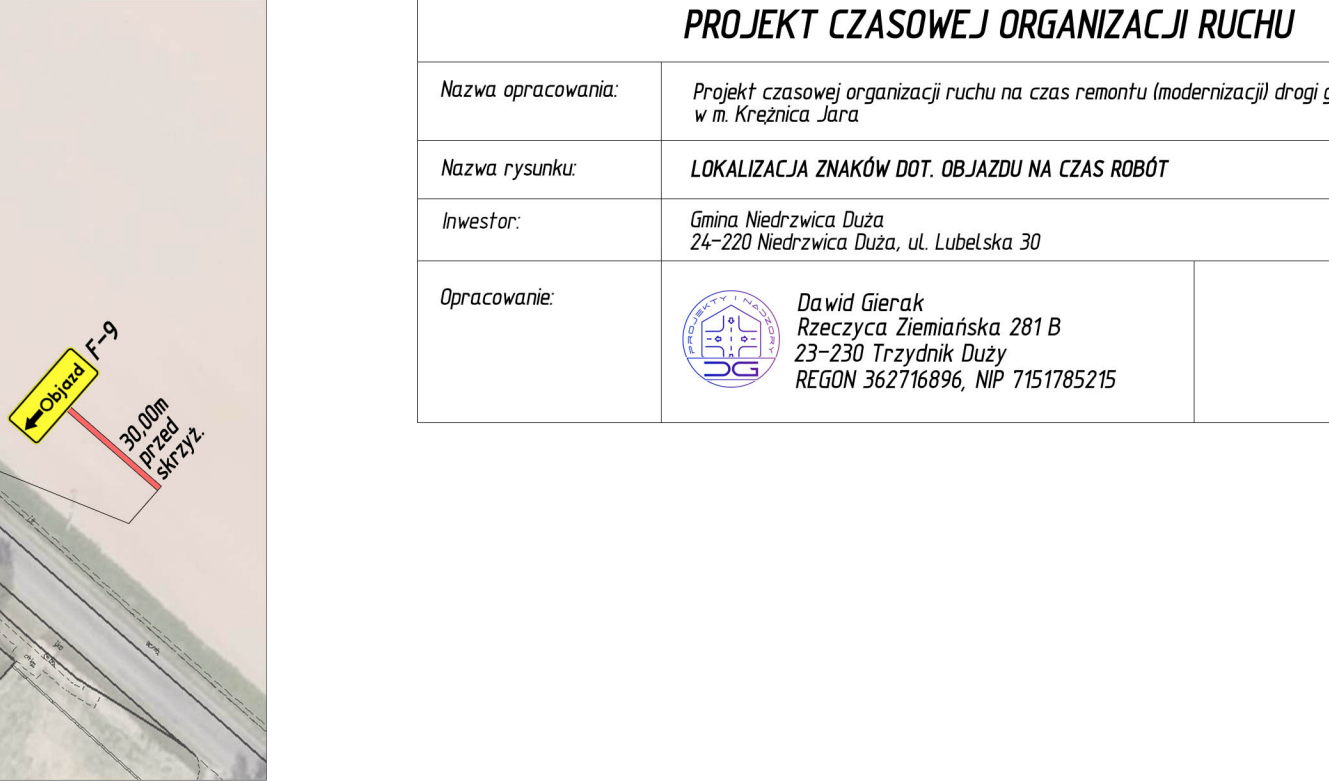 PROJEKT CZASOWEJ ORGANIZACJI RUCHU
Nazwa opracowania:
Projekt czasowej organizacji ruchu na czas remontu (modernizacji) drogi g
w m. Krężnica Jara
Nazwa rysunku:
LOKALIZACJA ZNAKÓW DOT. OBJAZDU NA CZAS ROBÓT
Inwestor:
Gmina Niedrzwica Duża
24-220 Niedrzwica Duża, ul. Lubelska 30
Opracowanie:
PROJEKTY I NADZORY
DG
Dawid Gierak
Rzeczyca Ziemiańska 281 B
23-230 Trzydnik Duży
REGON 362716896, NIP 7151785215
F-9
Objazd
30,00m
przed
skrzyż.